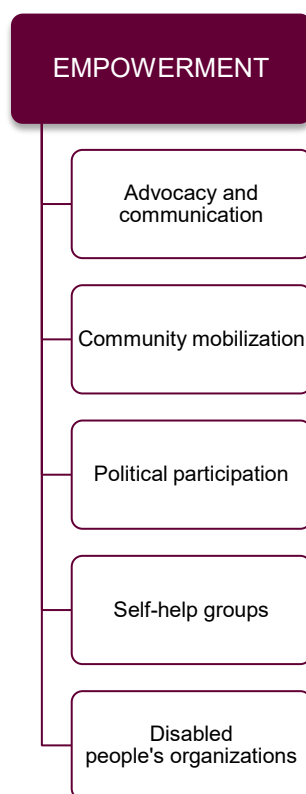 EMPOWERMENT
Advocacy and
communication
Community mobilization
Political participation
Self-help groups
Disabled
people's organizations